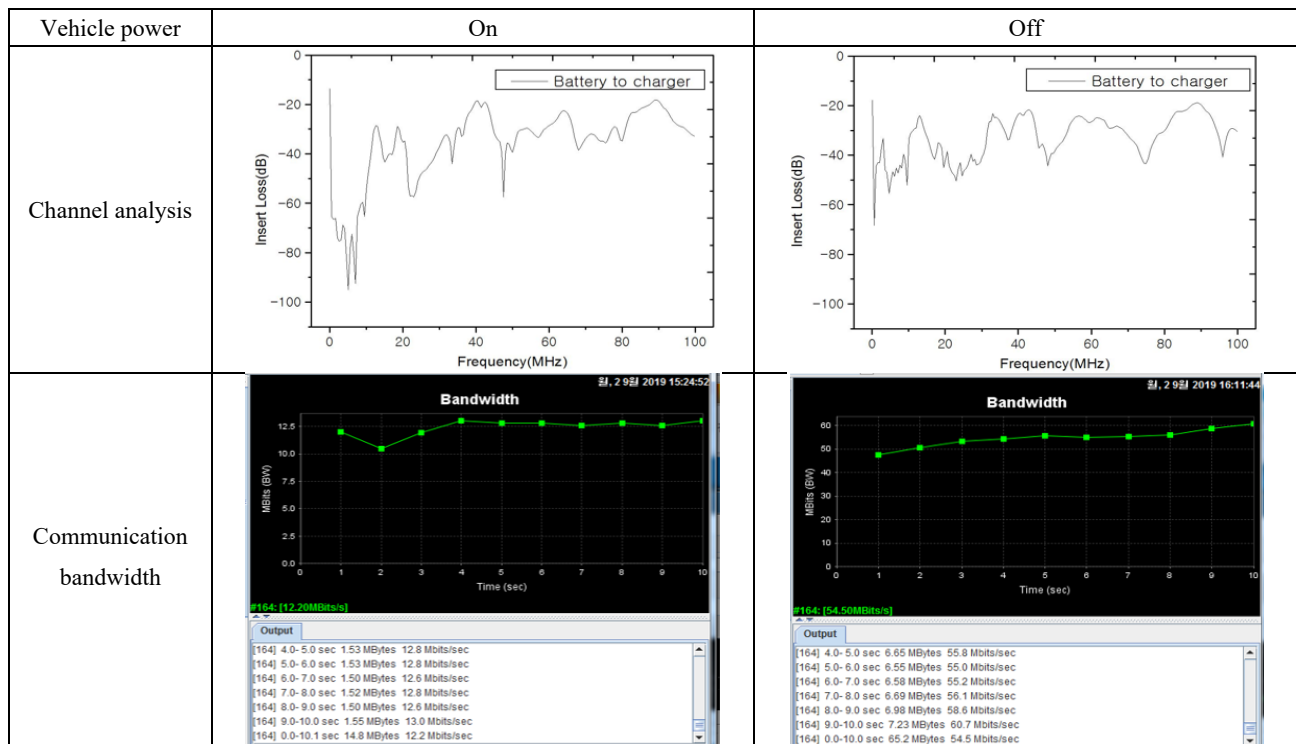 Vehicle power
On
Off
Channel analysis
0
−20
−40
−60
−80
−100
Insert Loss(dB)
Battery to charger
0 20 40 60 80 100
Frequency(MHz)
0
−20
−40
−60
−80
−100
Insert Loss(dB)
Battery to charger
0 20 40 60 80 100
Frequency(MHz)
Communication
bandwidth
월, 2 9월 2019 15:24:52
Bandwidth
12.5
10.0
7.5
5.0
2.5
0.0
MBits (BW)
0 1 2 3 4 5 6 7 8 9 10
Time (sec)
#164: [12.20MBits/s]
Output
[164] 4.0- 5.0 sec 1.53 MBytes 12.8 Mbits/sec
[164] 5.0- 6.0 sec 1.53 MBytes 12.8 Mbits/sec
[164] 6.0- 7.0 sec 1.50 MBytes 12.6 Mbits/sec
[164] 7.0- 8.0 sec 1.52 MBytes 12.8 Mbits/sec
[164] 8.0- 9.0 sec 1.50 MBytes 12.6 Mbits/sec
[164] 9.0-10.0 sec 1.55 MBytes 13.0 Mbits/sec
[164] 0.0-10.1 sec 14.8 MBytes 12.2 Mbits/sec
월, 2 9월 2019 16:11:44
Bandwidth
60
50
40
30
20
10
0
MBits (BW)
0 1 2 3 4 5 6 7 8 9 10
Time (sec)
#164: [54.50MBits/s]
Output
[164] 4.0- 5.0 sec 6.65 MBytes 55.8 Mbits/sec
[164] 5.0- 6.0 sec 6.55 MBytes 55.0 Mbits/sec
[164] 6.0- 7.0 sec 6.58 MBytes 55.2 Mbits/sec
[164] 7.0- 8.0 sec 6.69 MBytes 56.1 Mbits/sec
[164] 8.0- 9.0 sec 6.98 MBytes 58.6 Mbits/sec
[164] 9.0-10.0 sec 7.23 MBytes 60.7 Mbits/sec
[164] 0.0-10.0 sec 65.2 MBytes 54.5 Mbits/sec